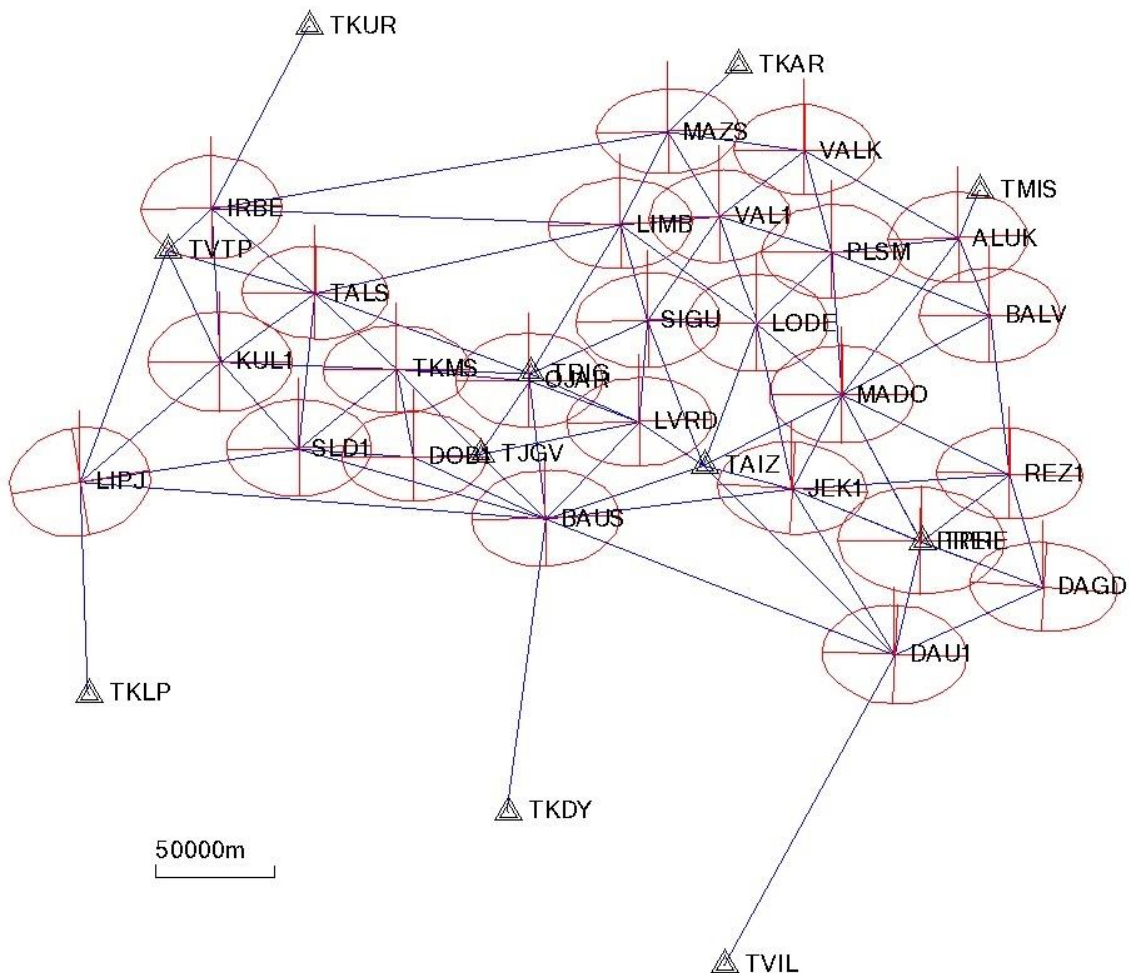 TKUR
TKAR
MAZS
VALK
TMIS
IRBE
VAL1
LIMB
ALUK
TVTP
PLSM
TALS
BALV
SIGU
LODE
KUL1
TKMS
TRIG
OJAR
MADO
LVRD
SLD1
DOB1
TJGV
TAIZ
REZ1
LIPJ
JEK1
BAUS
DAGD
DAU1
TKLP
TKDY
50000m
TVIL